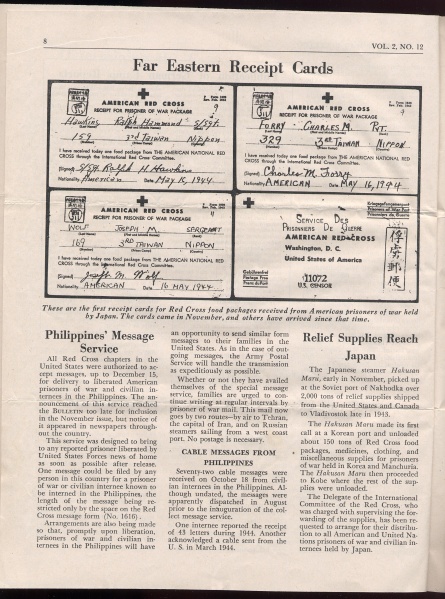 8
VOL. 2, NO. 12
Far Eastern Receipt Cards
AMERICAN RED CROSS
RECEIPT FOR PRISONER OF WAR PACKAGE
Hawkins Ralph S/Sgt.
159 3rd Taiwan Nippon
I have received today one food package from THE AMERICAN NATIONAL RED
CROSS through the International Red Cross Committee.
(Signed) S/Sgt. Ralph H. Hawkins
Nationality American Date May 15, 1944
AMERICAN RED CROSS
RECEIPT FOR PRISONER OF WAR PACKAGE
FORRY CHARLES M. PVT.
329 3rd TAIWAN NIPPON
I have received today one food package from THE AMERICAN NATIONAL RED
CROSS through the International Red Cross Committee.
(Signed) Charles M. Forry
Nationality AMERICAN Date MAY 16, 1944
AMERICAN RED CROSS
RECEIPT FOR PRISONER OF WAR PACKAGE
WOLF JOSEPH M. SERGEANT
169 3RD TAIWAN NIPPON
I have received today one food package from THE AMERICAN NATIONAL RED
CROSS through the International Red Cross Committee.
(Signed) Joseph M. Wolf
Nationality AMERICAN Date 16 MAY 1944
Kriegsgefangenenpost
Prisoners of War Post
Prisonniers de Guerre
SERVICE DES
PRISONNIERS DE GUERRE
AMERICAN RED CROSS
Washington, D. C.
United States of America
俘虜郵便
Gebührenfrei
Postage Free
Franc de Port
11072
U.S. CENSOR
These are the first receipt cards for Red Cross food packages received from American prisoners of war held
by Japan. The cards came in November, and others have arrived since that time.
Philippines' Message
Service
All Red Cross chapters in the
United States were authorized to
accept messages, up to December 15,
for delivery to liberated American
prisoners of war and civilian in-
ternees in the Philippines. The an-
nouncement of this service reached
the BULLETIN too late for inclusion
in the November issue, but notice of
it appeared in newspapers through-
out the country.
This service was designed to bring
to any reported prisoner liberated by
United States Forces news of home as
soon as possible after release.
One message could be filed by any
person in this country for a prisoner
of war or civilian internee known to
be interned in the Philippines, the
length of the message being re-
stricted only by the space on the Red
Cross message form (No. 1616).
Arrangements are also being made
so that, promptly upon liberation,
prisoners of war and civilian in-
ternees in the Philippines will have
an opportunity to send similar form
messages to their families in the
United States. As in the case of out-
going messages, the Army Postal
Service will handle the transmission
as expeditiously as possible.
Whether or not they have availed
themselves of the special message
service, families are urged to con-
tinue writing at regular intervals by
prisoner of war mail. This mail now
goes by two routes—by air to Tehran,
the capital of Iran, and on Russian
steamers sailing from a west coast
port. No postage is necessary.
CABLE MESSAGES FROM
PHILIPPINES
Seventy-two cable messages were
received on October 18 from civil-
ian internees in the Philippines. Al-
though undated, the messages were
apparently dispatched in August
prior to the inauguration of the col-
lect message service.
One internee reported the receipt
of 43 letters during 1944. Another
acknowledged a cable sent from the
U. S. in March 1944.
Relief Supplies Reach
Japan
The Japanese steamer Hakusan
Maru, early in November, picked up
at the Soviet port of Nakhodka over
2,000 tons of relief supplies shipped
from the United States and Canada
to Vladivostok late in 1943.
The Hakusan Maru made its first
call at a Korean port and unloaded
about 150 tons of Red Cross food
packages, medicines, clothing, and
miscellaneous supplies for prisoners
of war held in Korea and Manchuria.
The Hakusan Maru then proceeded
to Kobe where the rest of the sup-
plies were unloaded.
The Delegate of the International
Committee of the Red Cross, who
was charged with supervising the for-
warding of the supplies, has been re-
quested to arrange for their distribu-
tion to all American and United Na-
tions prisoners of war and civilian in-
ternees held by Japan.